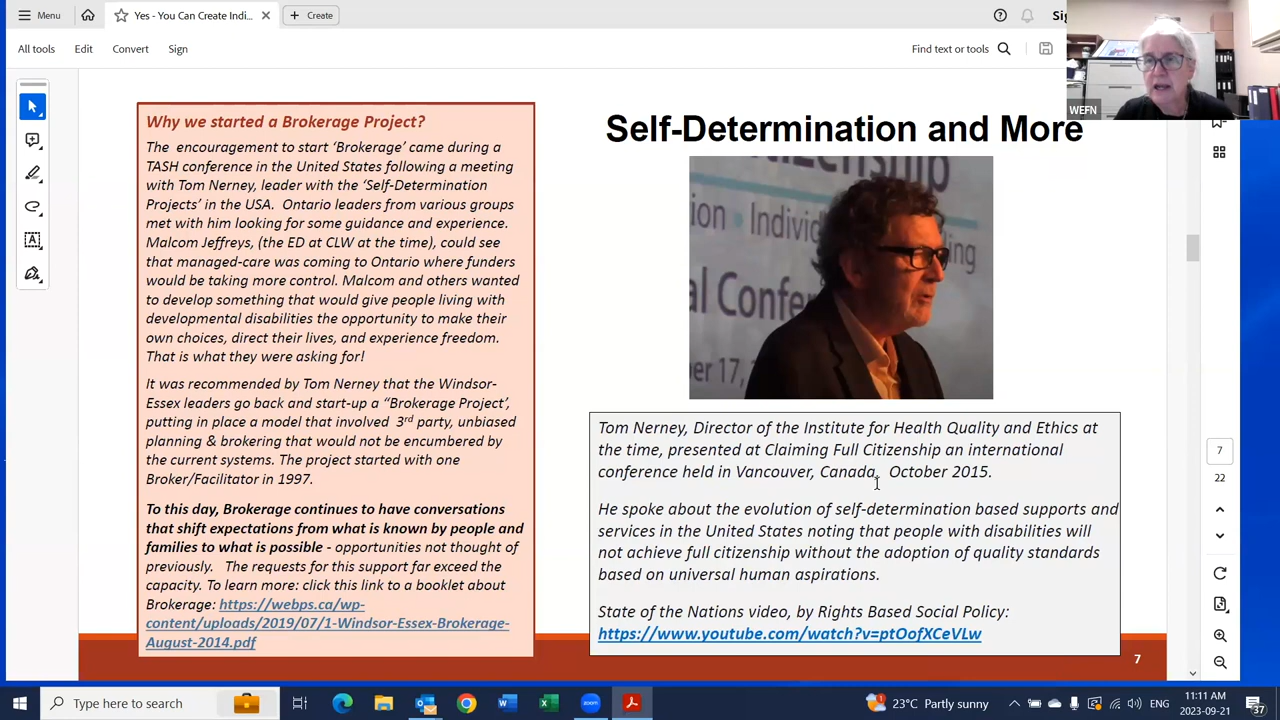 Menu
Yes - You Can Create Indi...
Create
All tools
Edit
Convert
Sign
Find text or tools
WEFN
Why we started a Brokerage Project?
The encouragement to start ‘Brokerage’ came during a
TASH conference in the United States following a meeting
with Tom Nerney, leader with the ‘Self-Determination
Projects’ in the USA. Ontario leaders from various groups
met with him looking for some guidance and experience.
Malcom Jeffreys, (the ED at CLW at the time), could see
that managed-care was coming to Ontario where funders
would be taking more control. Malcom and others wanted
to develop something that would give people living with
developmental disabilities the opportunity to make their
own choices, direct their lives, and experience freedom.
That is what they were asking for!
It was recommended by Tom Nerney that the Windsor-
Essex leaders go back and start-up a “Brokerage Project’,
putting in place a model that involved 3rd party, unbiased
planning & brokering that would not be encumbered by
the current systems. The project started with one
Broker/Facilitator in 1997.
To this day, Brokerage continues to have conversations
that shift expectations from what is known by people and
families to what is possible - opportunities not thought of
previously. The requests for this support far exceed the
capacity. To learn more: click this link to a booklet about
Brokerage: https://webps.ca/wp-
content/uploads/2019/07/1-Windsor-Essex-Brokerage-
August-2014.pdf
Self-Determination and More
tion • Individ
al Confe
er 17,
Tom Nerney, Director of the Institute for Health Quality and Ethics at
the time, presented at Claiming Full Citizenship an international
conference held in Vancouver, Canada, October 2015.
He spoke about the evolution of self-determination based supports and
services in the United States noting that people with disabilities will
not achieve full citizenship without the adoption of quality standards
based on universal human aspirations.
State of the Nations video, by Rights Based Social Policy:
https://www.youtube.com/watch?v=ptOofXCeVLw
7
7
22
Type here to search
23°C Partly sunny
ENG
11:11 AM
2023-09-21
37